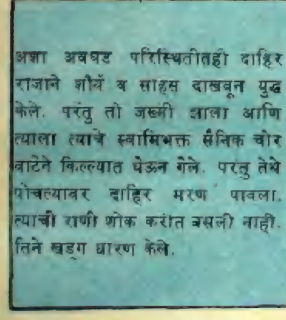 अशा अवघड परिस्थितीतही दाहिर
राजाने शौर्य व साहस दाखवून युद्ध
केले. परंतु तो जखमी झाला आणि
त्याला त्याचे स्वामिभक्त सैनिक चोर
वाटेने किल्ल्यात घेऊन गेले. परंतु तेथे
पोचल्यावर दाहिर मरण पावला.
त्याची राणी शोक करीत बसली नाही.
तिने खड्ग धारण केले.